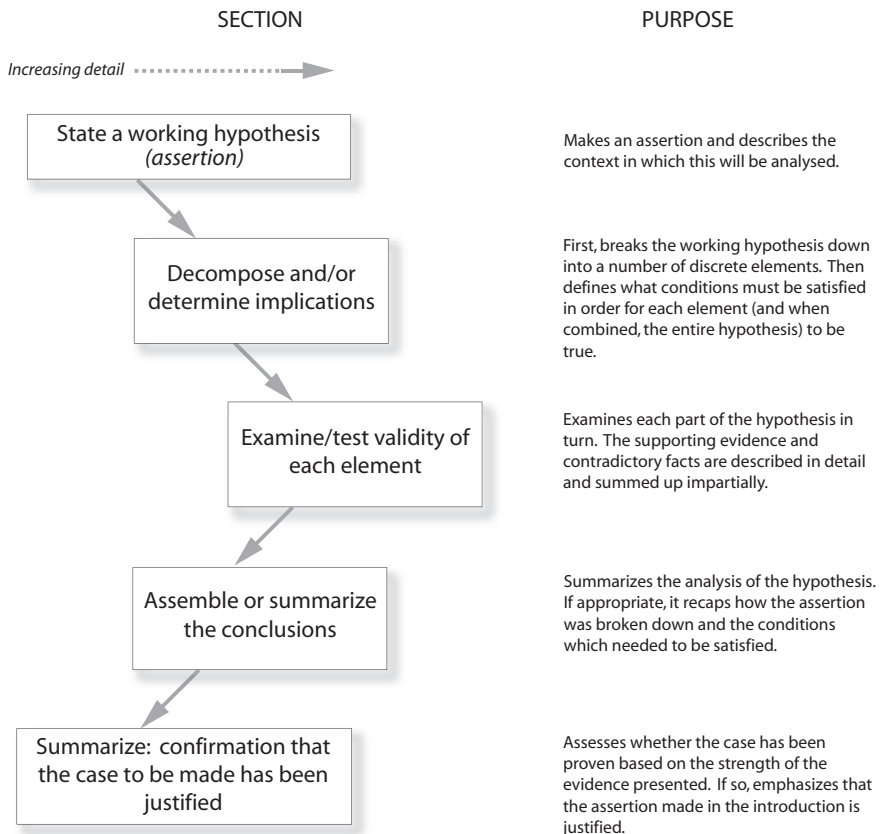 SECTION
PURPOSE
Increasing detail
State a working hypothesis
(assertion)
Makes an assertion and describes the
context in which this will be analysed.
Decompose and/or
determine implications
First, breaks the working hypothesis down
into a number of discrete elements. Then
defines what conditions must be satisfied
in order for each element (and when
combined, the entire hypothesis) to be
true.
Examine/test validity of
each element
Examines each part of the hypothesis in
turn. The supporting evidence and
contradictory facts are described in detail
and summed up impartially.
Assemble or summarize
the conclusions
Summarizes the analysis of the hypothesis.
If appropriate, it recaps how the assertion
was broken down and the conditions
which needed to be satisfied.
Summarize: confirmation that
the case to be made has been
justified
Assesses whether the case has been
proven based on the strength of the
evidence presented. If so, emphasizes that
the assertion made in the introduction is
justified.